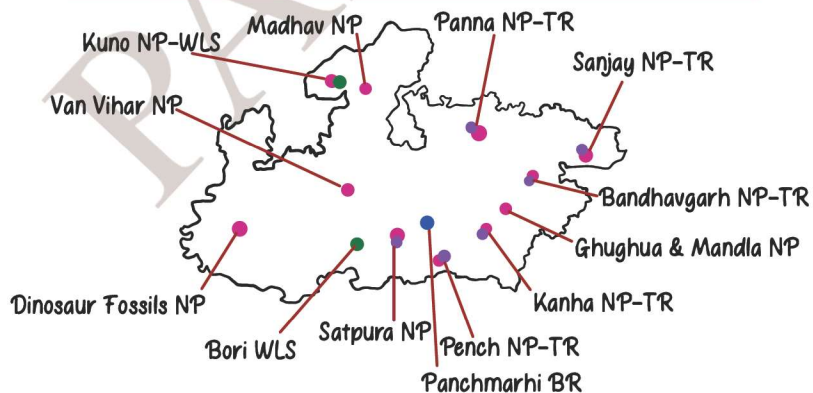 Madhav NP
Panna NP-TR
Kuno NP-WLS
Sanjay NP-TR
Van Vihar NP
Bandhavgarh NP-TR
Ghughua & Mandla NP
Dinosaur Fossils NP
Kanha NP-TR
Satpura NP
Bori WLS
Pench NP-TR
Panchmarhi BR
PA